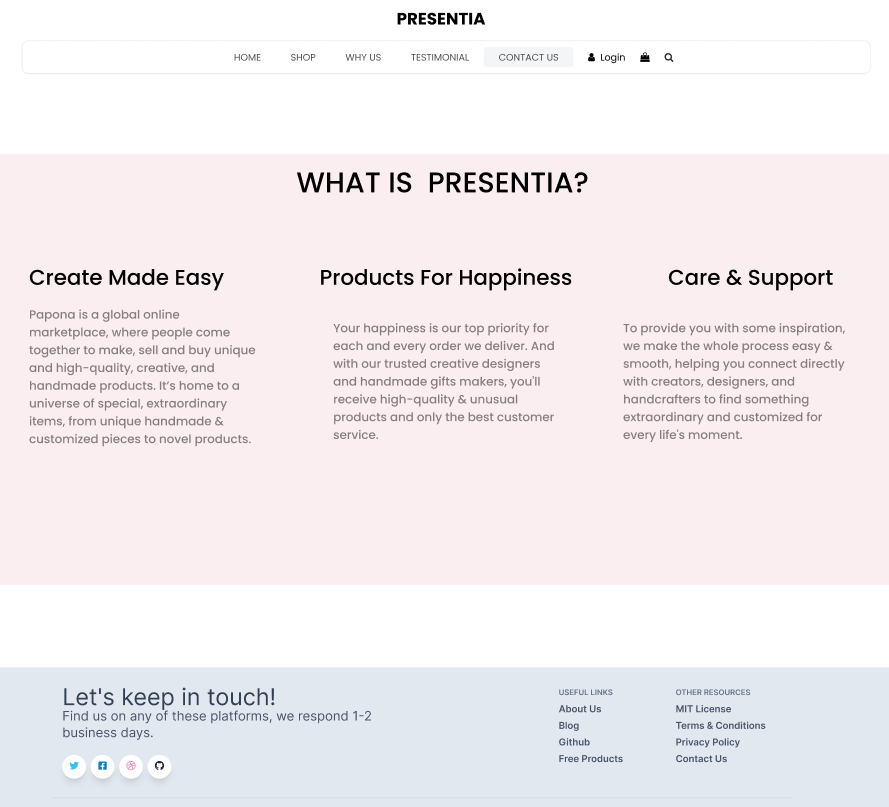 PRESENTIA
HOME SHOP WHY US TESTIMONIAL CONTACT US Login
WHAT IS PRESENTIA?
Create Made Easy
Papona is a global online
marketplace, where people come
together to make, sell and buy unique
and high-quality, creative, and
handmade products. It’s home to a
universe of special, extraordinary
items, from unique handmade &
customized pieces to novel products.
Products For Happiness
Your happiness is our top priority for
each and every order we deliver. And
with our trusted creative designers
and handmade gifts makers, you'll
receive high-quality & unusual
products and only the best customer
service.
Care & Support
To provide you with some inspiration,
we make the whole process easy &
smooth, helping you connect directly
with creators, designers, and
handcrafters to find something
extraordinary and customized for
every life's moment.
Let's keep in touch!
Find us on any of these platforms, we respond 1-2
business days.
USEFUL LINKS
About Us
Blog
Github
Free Products
OTHER RESOURCES
MIT License
Terms & Conditions
Privacy Policy
Contact Us